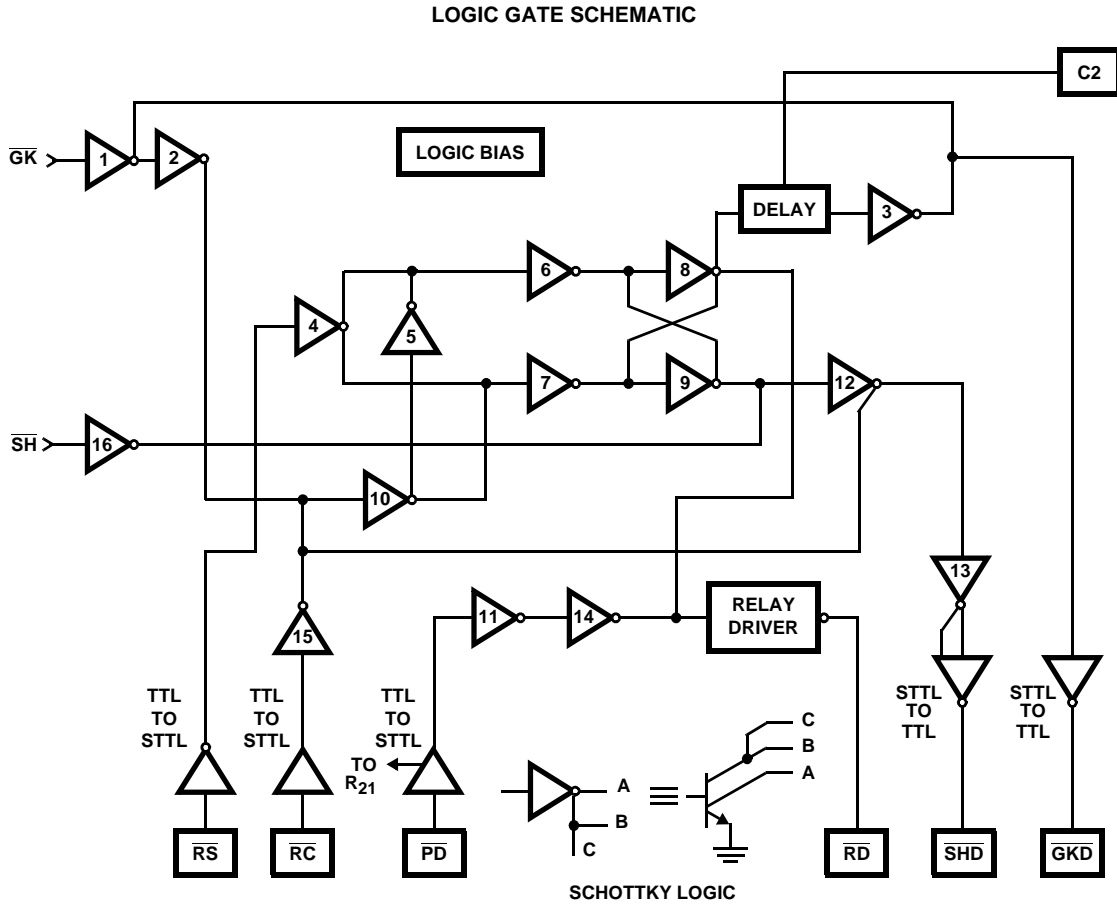 LOGIC GATE SCHEMATIC
C2
GK
1
2
LOGIC BIAS
DELAY
3
6
8
4
5
7
9
12
SH
16
10
13
11
14
RELAY
DRIVER
15
TTL
TO
STTL
TTL
TO
STTL
TTL
TO
STTL
TO
R21
STTL
TO
TTL
STTL
TO
TTL
A
B
C
C
B
A
RS
RC
PD
RD
SHD
GKD
SCHOTTKY LOGIC